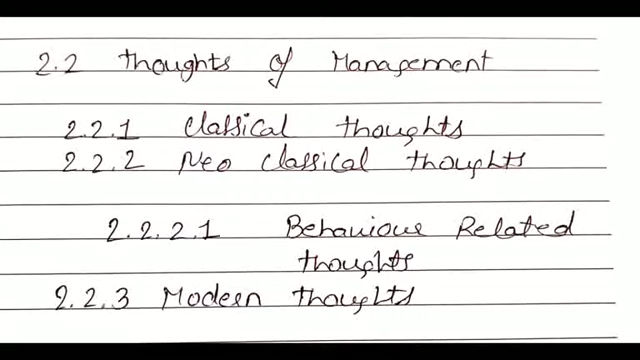 2.2 Thoughts of Management
2.2.1 Classical thoughts
2.2.2 Neo classical thoughts
2.2.2.1 Behaviour Related
thoughts
2.2.3 Modern thoughts